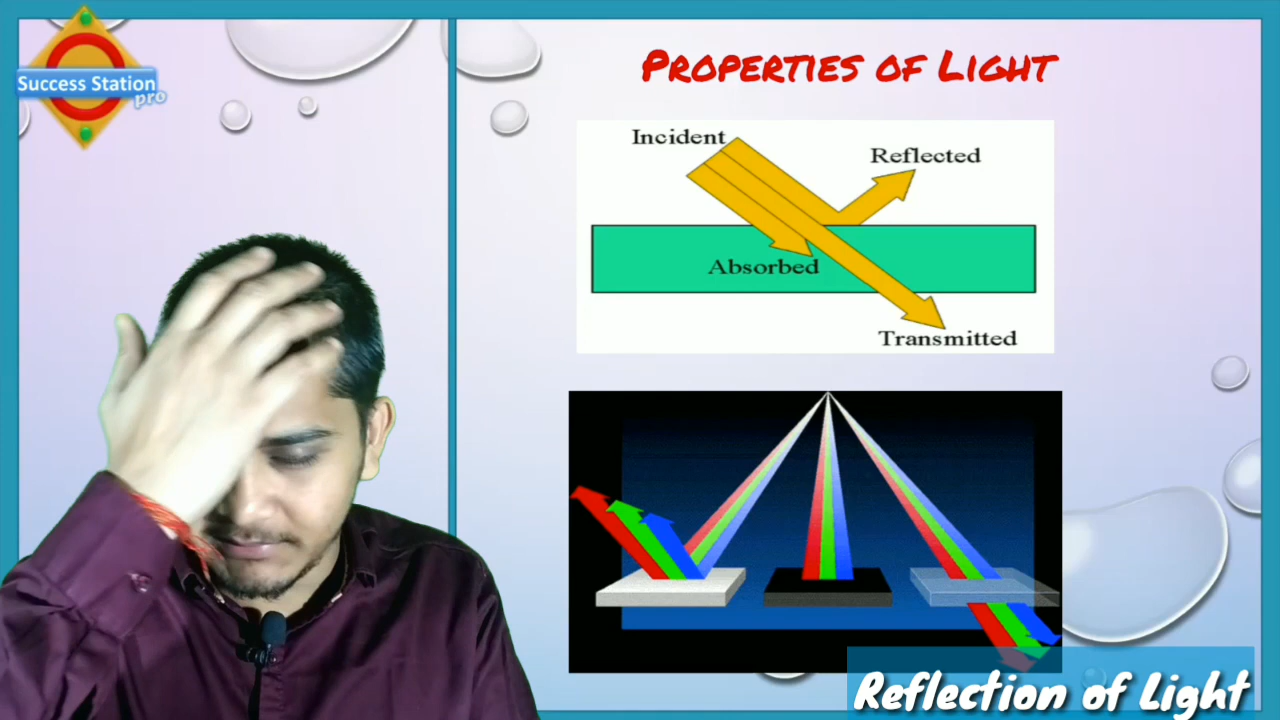 Success Station
pro
Properties of Light
Incident
Reflected
Absorbed
Transmitted
Reflection of Light